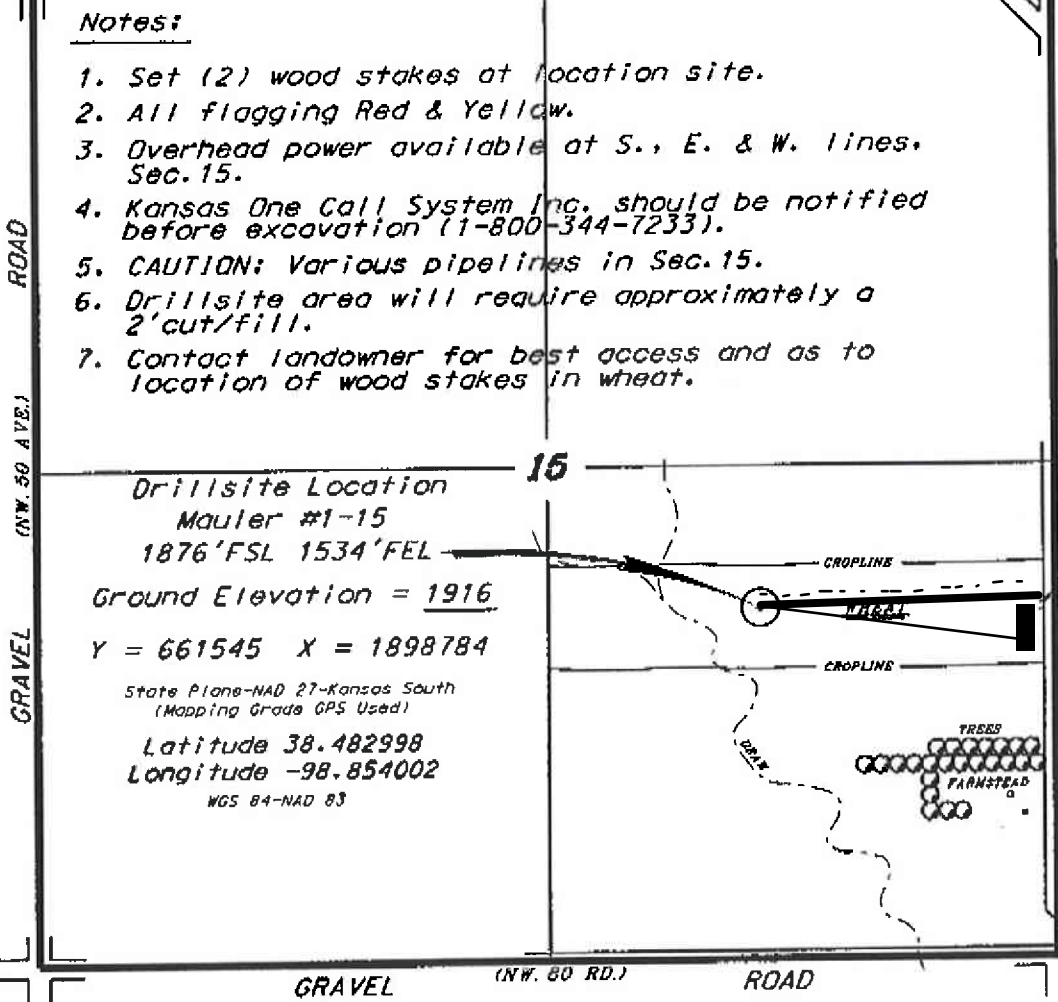 Notes:
1. Set (2) wood stakes at location site.
2. All flagging Red & Yellow.
3. Overhead power available at S., E. & W. lines,
Sec.15.
4. Kansas One Call System Inc. should be notified
before excavation (1-800-344-7233).
5. CAUTION: Various pipelines in Sec.15.
6. Drillsite area will require approximately a
2'cut/fill.
7. Contact landowner for best access and as to
location of wood stakes in wheat.
GRAVEL (NW. 50 AVE.) ROAD
15
Drillsite Location
Mauler #1-15
1876'FSL 1534'FEL
Ground Elevation = 1916
Y = 661545 X = 1898784
State Plane-NAD 27-Kansas South
(Mapping Grade GPS Used)
Latitude 38.482998
Longitude -98.854002
WGS 84-NAD 83
CROPLINE
WHEAT
CROPLINE
DRAW
TREES
FARMSTEAD
GRAVEL (NW. 80 RD.) ROAD